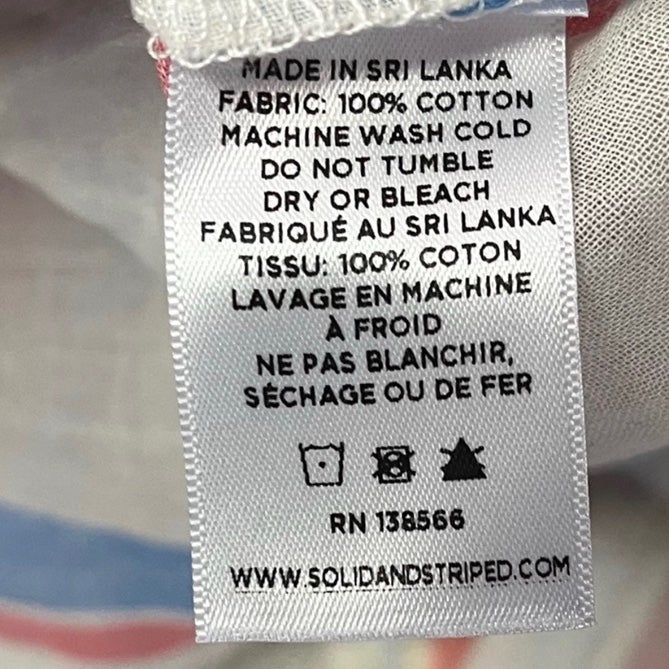 MADE IN SRI LANKA
FABRIC: 100% COTTON
MACHINE WASH COLD
DO NOT TUMBLE
DRY OR BLEACH
FABRIQUÉ AU SRI LANKA
TISSU: 100% COTON
LAVAGE EN MACHINE
À FROID
NE PAS BLANCHIR,
SÉCHAGE OU DE FER
RN 138566
WWW.SOLIDANDSTRIPED.COM